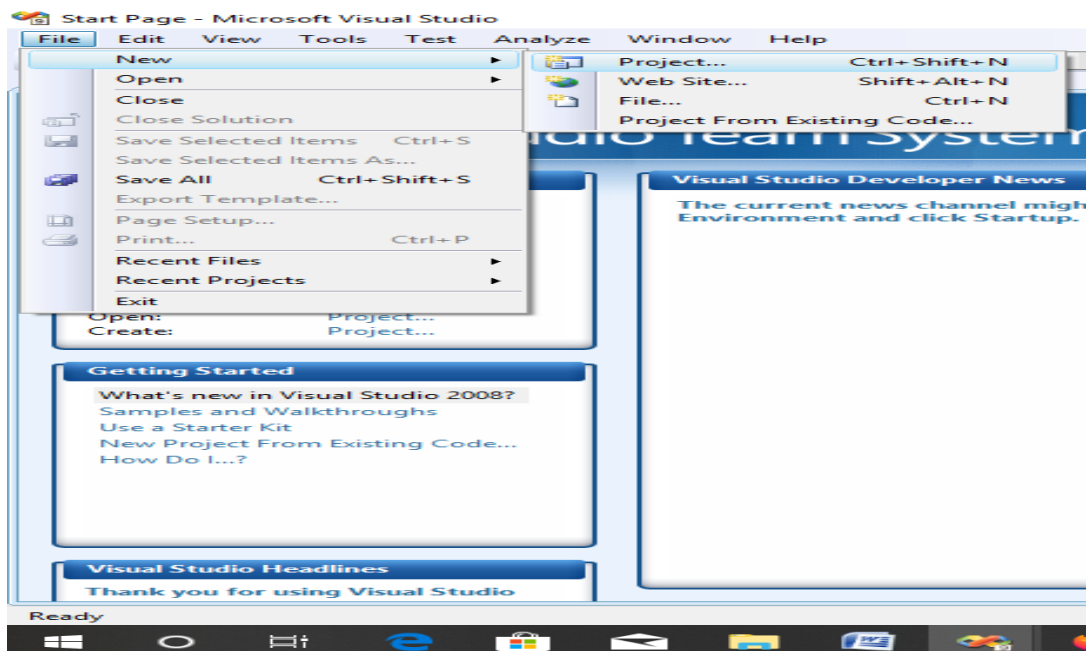 Start Page - Microsoft Visual Studio
File Edit View Tools Test Analyze Window Help
New
Open
Close
Close Solution
Save Selected Items Ctrl+S
Save Selected Items As...
Save All Ctrl+Shift+S
Export Template...
Page Setup...
Print... Ctrl+P
Recent Files
Recent Projects
Exit
Project... Ctrl+Shift+N
Web Site... Shift+Alt+N
File... Ctrl+N
Project From Existing Code...
Team System
Open: Project...
Create: Project...
Getting Started
What's new in Visual Studio 2008?
Samples and Walkthroughs
Use a Starter Kit
New Project From Existing Code...
How Do I...?
Visual Studio Headlines
Thank you for using Visual Studio
Visual Studio Developer News
The current news channel migh
Environment and click Startup.
Ready